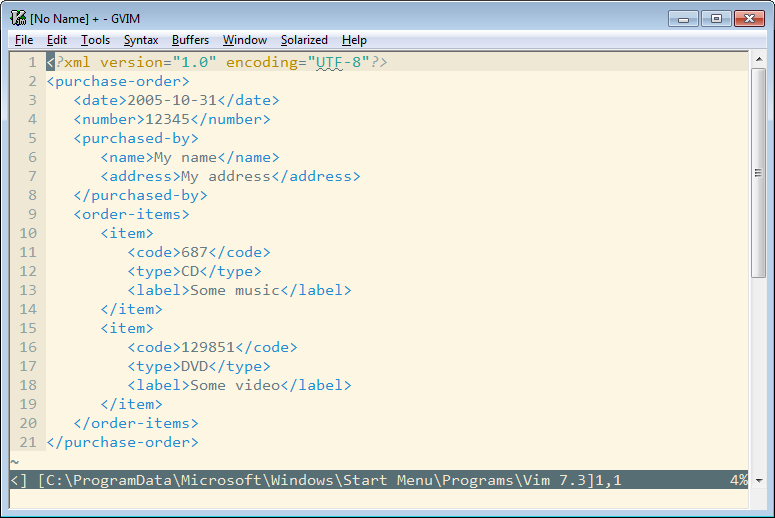 [No Name] + - GVIM
File Edit Tools Syntax Buffers Window Solarized Help
1 <?xml version="1.0" encoding="UTF-8"?>
2 <purchase-order>
3    <date>2005-10-31</date>
4    <number>12345</number>
5    <purchased-by>
6       <name>My name</name>
7       <address>My address</address>
8    </purchased-by>
9    <order-items>
10       <item>
11          <code>687</code>
12          <type>CD</type>
13          <label>Some music</label>
14       </item>
15       <item>
16          <code>129851</code>
17          <type>DVD</type>
18          <label>Some video</label>
19       </item>
20    </order-items>
21 </purchase-order>
~
<] [C:\ProgramData\Microsoft\Windows\Start Menu\Programs\Vim 7.3]1,1 4%